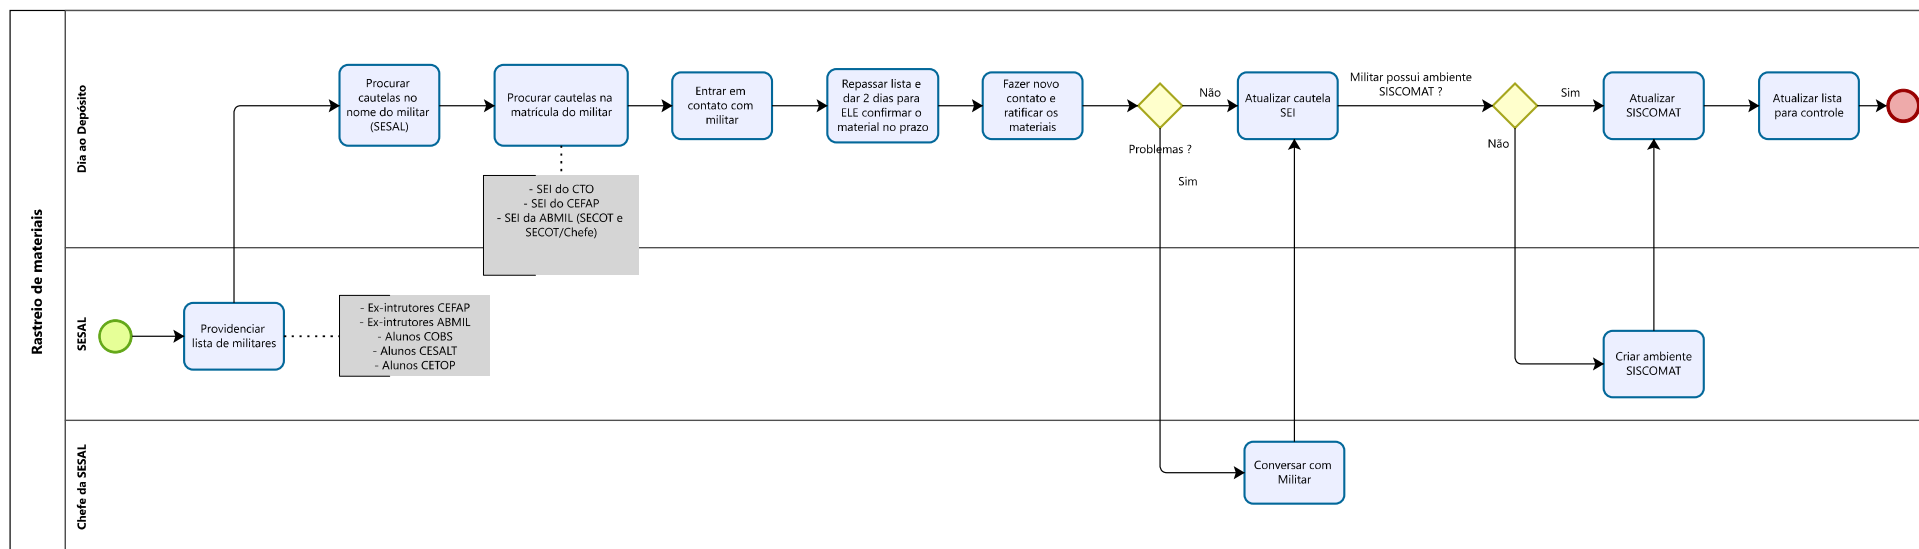 Rastreio de materiais
Dia ao Depósito
Procurar
cautelas no
nome do militar
(SESAL)
Procurar cautelas na
matrícula do militar
Entrar em
contato com
militar
Repassar lista e
dar 2 dias para
ELE confirmar o
material no prazo
Fazer novo
contato e
ratificar os
materiais
Problemas ?
Não
Sim
Atualizar cautela
SEI
Militar possui ambiente
SISCOMAT ?
Sim
Não
Atualizar
SISCOMAT
Atualizar lista
para controle
- SEI do CTO
- SEI do CEFAP
- SEI da ABMIL (SECOT e
SECOT/Chefe)
SESAL
Providenciar
lista de militares
- Ex-intrutores CEFAP
- Ex-intrutores ABMIL
- Alunos COBS
- Alunos CESALT
- Alunos CETOP
Criar ambiente
SISCOMAT
Chefe da SESAL
Conversar com
Militar